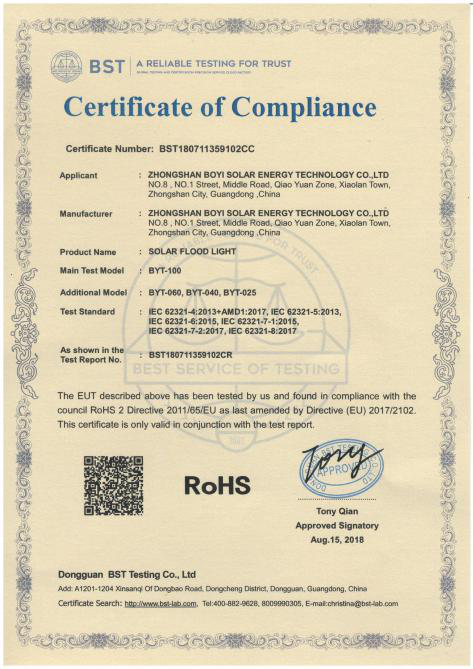 BST A RELIABLE TESTING FOR TRUST
GLOBAL TESTING AND CERTIFICATION PRECISION SERVICE CLOUD FACTORY
Certificate of Compliance
Certificate Number: BST180711359102CC
Applicant : ZHONGSHAN BOYI SOLAR ENERGY TECHNOLOGY CO.,LTD
NO.8 , NO.1 Street, Middle Road, Qiao Yuan Zone, Xiaolan Town,
Zhongshan City, Guangdong ,China
Manufacturer : ZHONGSHAN BOYI SOLAR ENERGY TECHNOLOGY CO.,LTD
NO.8 , NO.1 Street, Middle Road, Qiao Yuan Zone, Xiaolan Town,
Zhongshan City, Guangdong ,China
Product Name : SOLAR FLOOD LIGHT
Main Test Model : BYT-100
Additional Model : BYT-060, BYT-040, BYT-025
Test Standard : IEC 62321-4:2013+AMD1:2017, IEC 62321-5:2013,
IEC 62321-6:2015, IEC 62321-7-1:2015,
IEC 62321-7-2:2017, IEC 62321-8:2017
As shown in the
Test Report No. : BST180711359102CR
BEST SERVICE OF TESTING
The EUT described above has been tested by us and found in compliance with the
council RoHS 2 Directive 2011/65/EU as last amended by Directive (EU) 2017/2102.
This certificate is only valid in conjunction with the test report.
RoHS
Tony
APPROVED
Tony Qian
Approved Signatory
Aug.15, 2018
Dongguan BST Testing Co., Ltd
Add: A1201-1204 Xinsanqi Of Dongbao Road, Dongcheng District, Dongguan, Guangdong, China
Certificate Search: http://www.bst-lab.com, Tel:400-882-9628, 8009990305, E-mail:christina@bst-lab.com